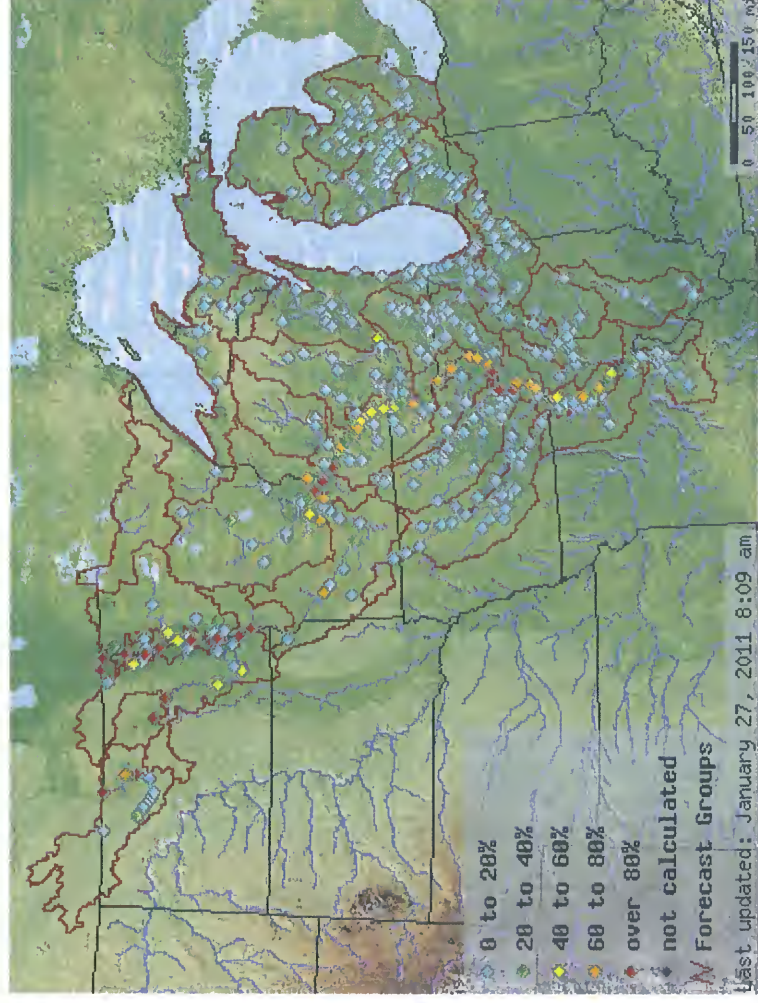 0 to 20%
20 to 40%
40 to 60%
60 to 80%
over 80%
not calculated
Forecast Groups
Last updated: January 27, 2011 8:09 am
0 50 100 150 mi